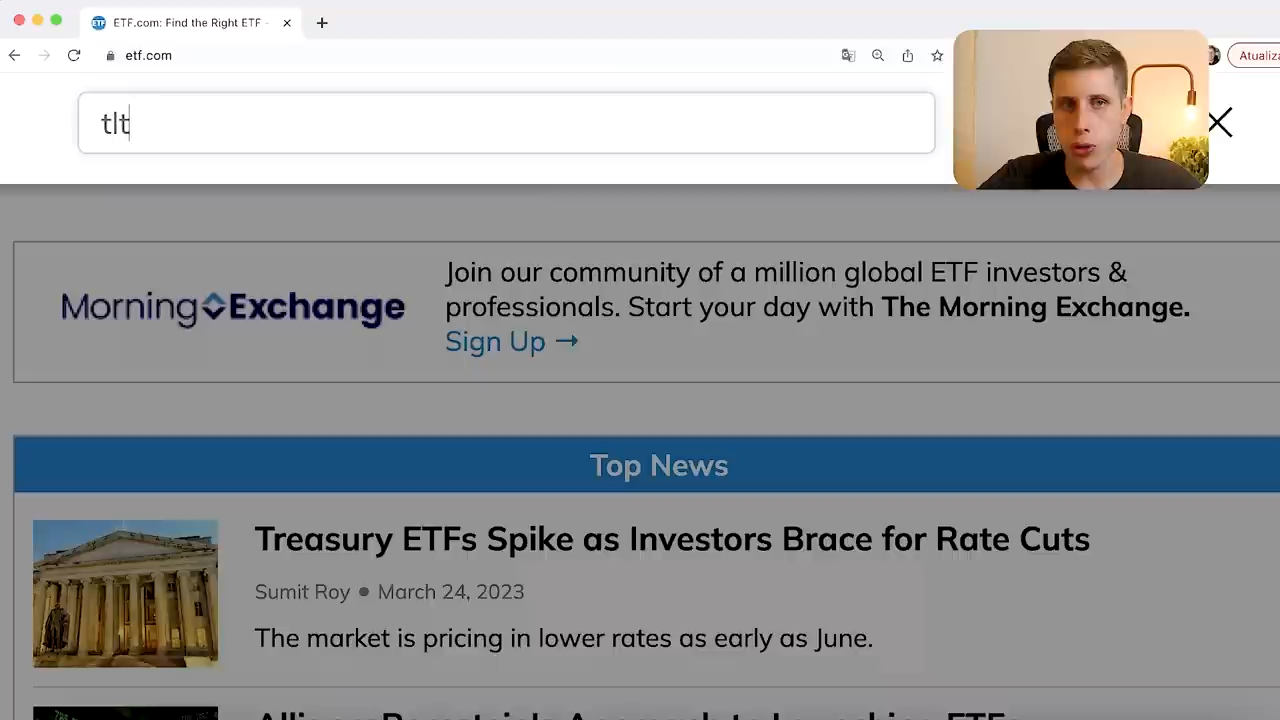 ETF.com: Find the Right ETF -
etf.com
Atualiza
tlt
MorningExchange
Join our community of a million global ETF investors &
professionals. Start your day with The Morning Exchange.
Sign Up →
Top News
Treasury ETFs Spike as Investors Brace for Rate Cuts
Sumit Roy ● March 24, 2023
The market is pricing in lower rates as early as June.